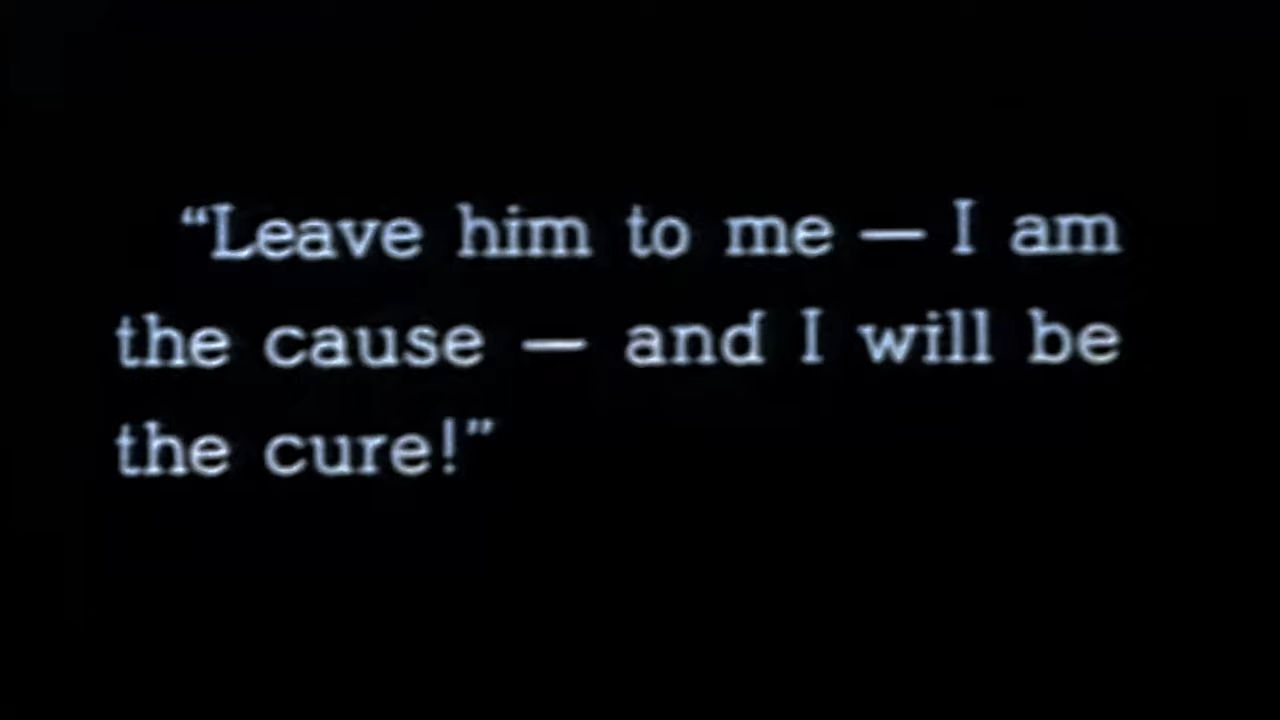 “Leave him to me — I am
the cause — and I will be
the cure!”